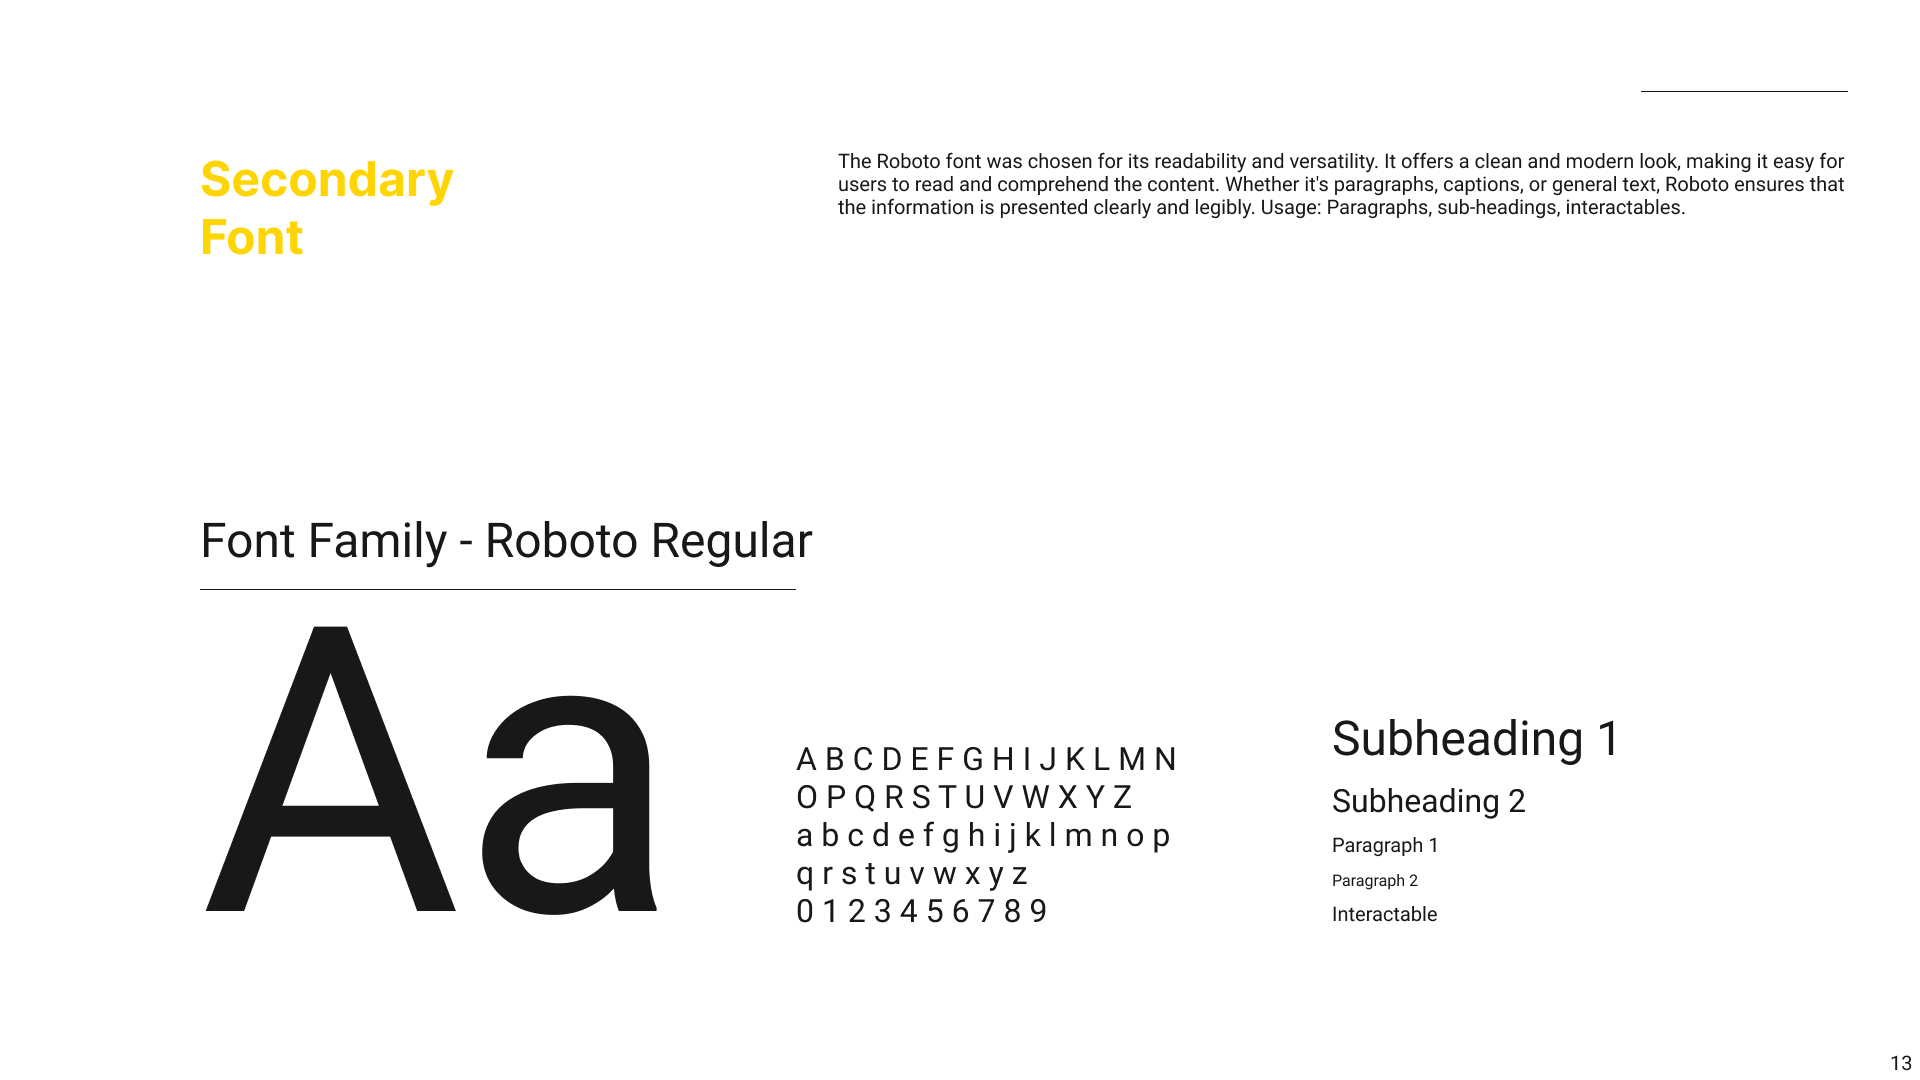 Secondary
Font
The Roboto font was chosen for its readability and versatility. It offers a clean and modern look, making it easy for
users to read and comprehend the content. Whether it's paragraphs, captions, or general text, Roboto ensures that
the information is presented clearly and legibly. Usage: Paragraphs, sub-headings, interactables.
Font Family - Roboto Regular
Aa
A B C D E F G H I J K L M N
O P Q R S T U V W X Y Z
a b c d e f g h i j k l m n o p
q r s t u v w x y z
0 1 2 3 4 5 6 7 8 9
Subheading 1
Subheading 2
Paragraph 1
Paragraph 2
Interactable
13